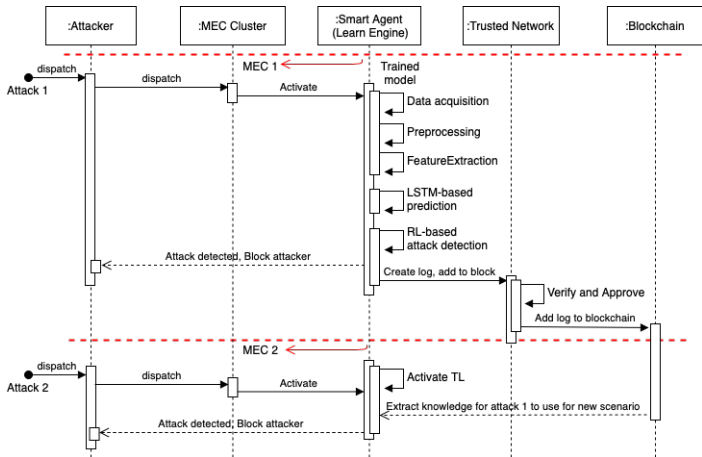 :Attacker
:MEC Cluster
:Smart Agent
(Learn Engine)
:Trusted Network
:Blockchain
MEC 1
Trained
model
dispatch
Attack 1
dispatch
Activate
Data acquisition
Preprocessing
FeatureExtraction
LSTM-based
prediction
RL-based
attack detection
Attack detected, Block attacker
Create log, add to block
Verify and Approve
Add log to blockchain
MEC 2
dispatch
Attack 2
dispatch
Activate
Activate TL
Extract knowledge for attack 1 to use for new scenario
Attack detected, Block attacker